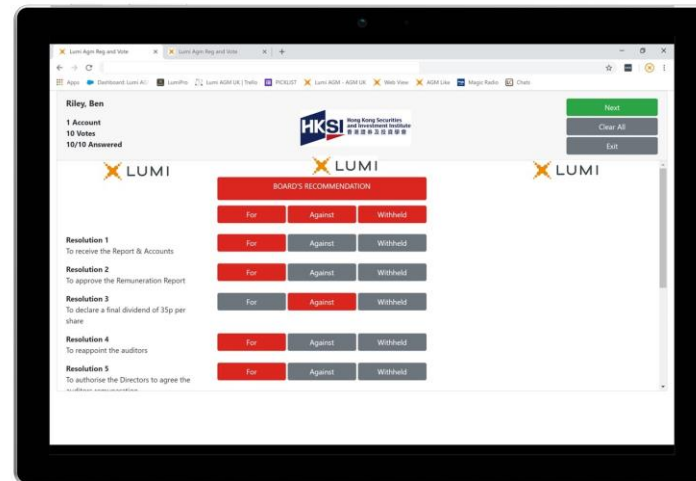 Lumi Agm Reg and Vote
Lumi Agm Reg and Vote
Apps Dashboard Lumi AG LumiPro Lumi AGM UK | Trello PICKLIST Lumi AGM - AGM UK Web View AGM Like Magic Radio
Riley, Ben
1 Account
10 Votes
10/10 Answered
HKSI Hong Kong Securities
and Investment Institute
香港證券及投資學會
Next
Clear All
Exit
LUMI
LUMI
LUMI
BOARD'S RECOMMENDATION
For Against Withheld
Resolution 1
To receive the Report & Accounts
For Against Withheld
Resolution 2
To approve the Remuneration Report
For Against Withheld
Resolution 3
To declare a final dividend of 35p per
share
For Against Withheld
Resolution 4
To reappoint the auditors
For Against Withheld
Resolution 5
To authorise the Directors to agree the
For Against Withheld